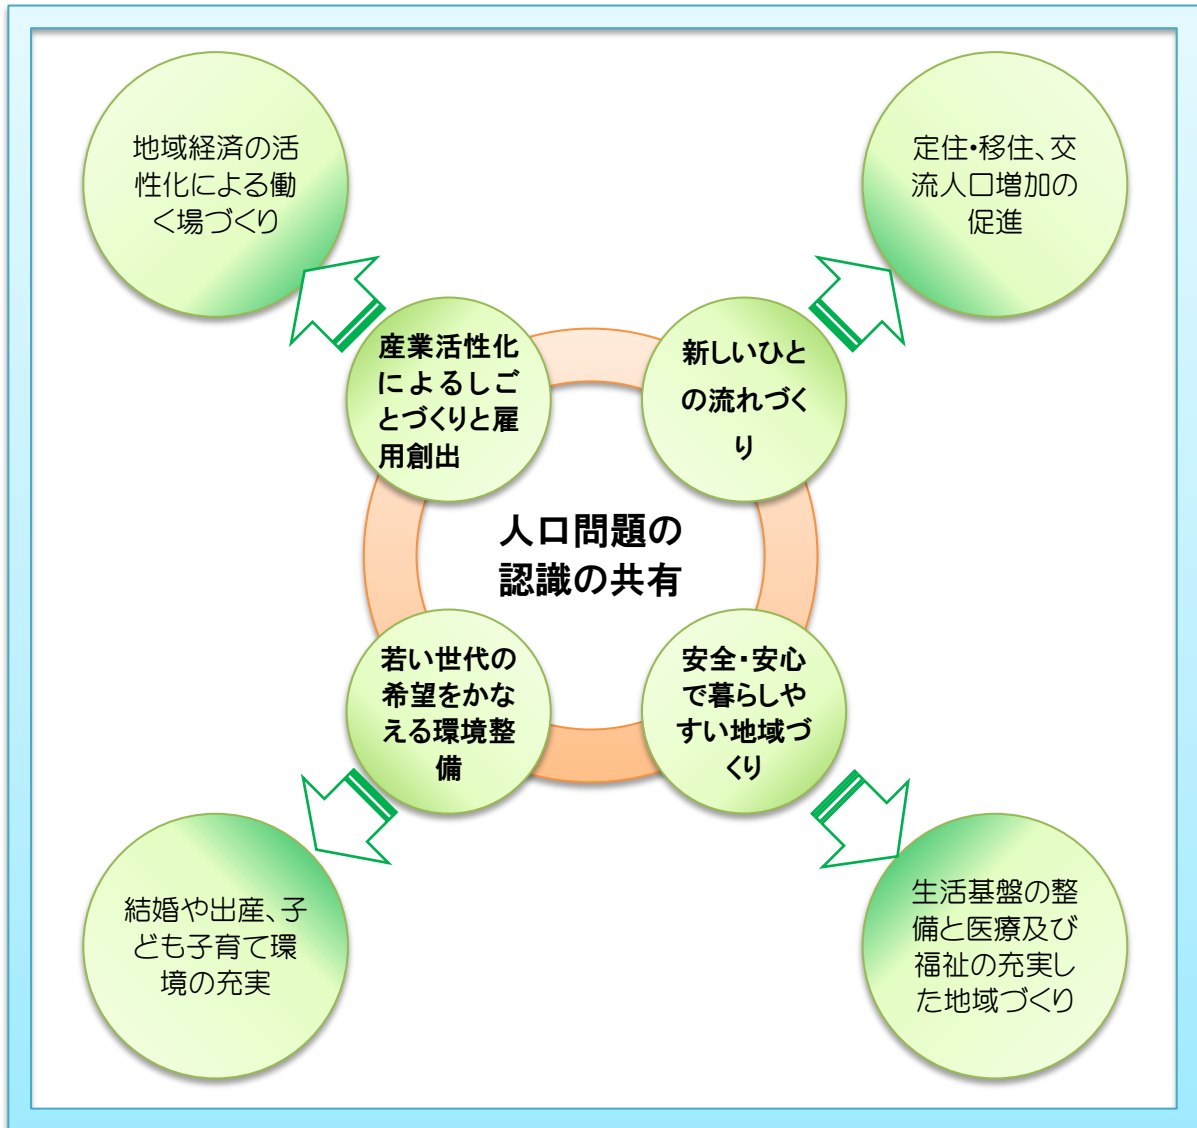 地域経済の活
性化による働
く場づくり
定住・移住、交
流人口増加の
促進
産業活性化
によるしご
とづくりと雇
用創出
新しいひと
の流れづく
り
人口問題の
認識の共有
若い世代の
希望をかな
える環境整
備
安全・安心
で暮らしや
すい地域づ
くり
結婚や出産、子
ども子育て環
境の充実
生活基盤の整
備と医療及び
福祉の充実し
た地域づくり